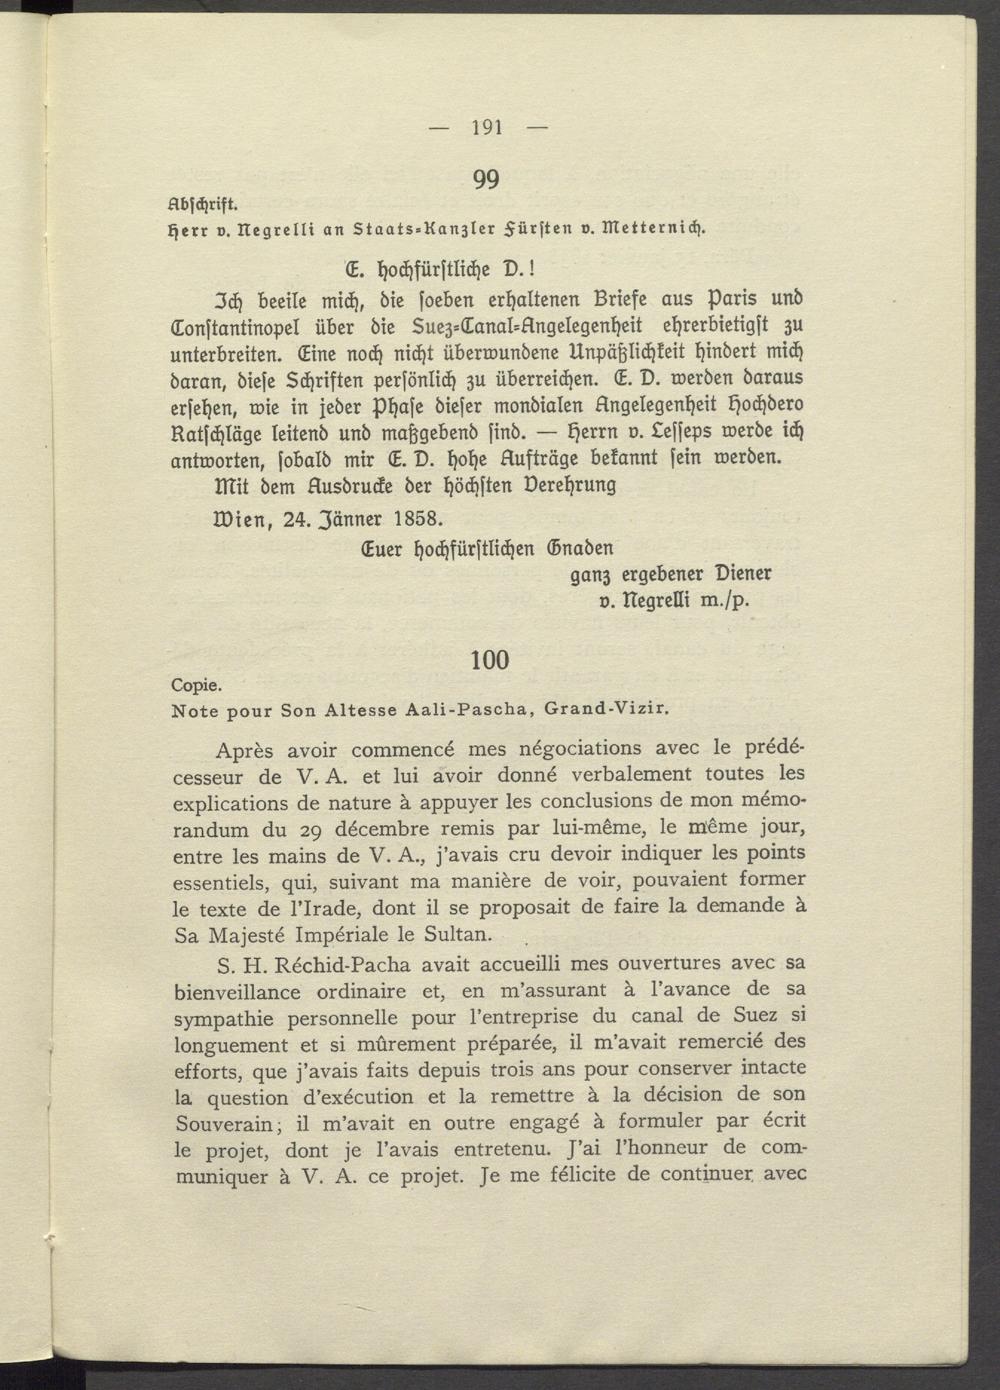 — 191 —
99
Abschrift.
Herr v. Negrelli an Staats-Kanzler Fürsten v. Metternich.
E. hochfürstliche D.!
Ich beeile mich, die soeben erhaltenen Briefe aus Paris und
Constantinopel über die Suez-Canal-Angelegenheit ehrerbietigst zu
unterbreiten. Eine noch nicht überwundene Unpäßlichkeit hindert mich
daran, diese Schriften persönlich zu überreichen. E. D. werden daraus
ersehen, wie in jeder Phase dieser mondialen Angelegenheit Hochdero
Ratschläge leitend und maßgebend sind. — Herrn v. Lesseps werde ich
antworten, sobald mir E. D. hohe Aufträge bekannt sein werden.
Mit dem Ausdrucke der höchsten Verehrung
Wien, 24. Jänner 1858.
Euer hochfürstlichen Gnaden
ganz ergebener Diener
v. Negrelli m./p.
100
Copie.
Note pour Son Altesse Aali-Pascha, Grand-Vizir.
Après avoir commencé mes négociations avec le prédé-
cesseur de V. A. et lui avoir donné verbalement toutes les
explications de nature à appuyer les conclusions de mon mémo-
randum du 29 décembre remis par lui-même, le même jour,
entre les mains de V. A., j'avais cru devoir indiquer les points
essentiels, qui, suivant ma manière de voir, pouvaient former
le texte de l'Irade, dont il se proposait de faire la demande à
Sa Majesté Impériale le Sultan.
S. H. Réchid-Pacha avait accueilli mes ouvertures avec sa
bienveillance ordinaire et, en m'assurant à l'avance de sa
sympathie personnelle pour l'entreprise du canal de Suez si
longuement et si mûrement préparée, il m'avait remercié des
efforts, que j'avais faits depuis trois ans pour conserver intacte
la question d'exécution et la remettre à la décision de son
Souverain; il m'avait en outre engagé à formuler par écrit
le projet, dont je l'avais entretenu. J'ai l'honneur de com-
muniquer à V. A. ce projet. Je me félicite de continuer avec